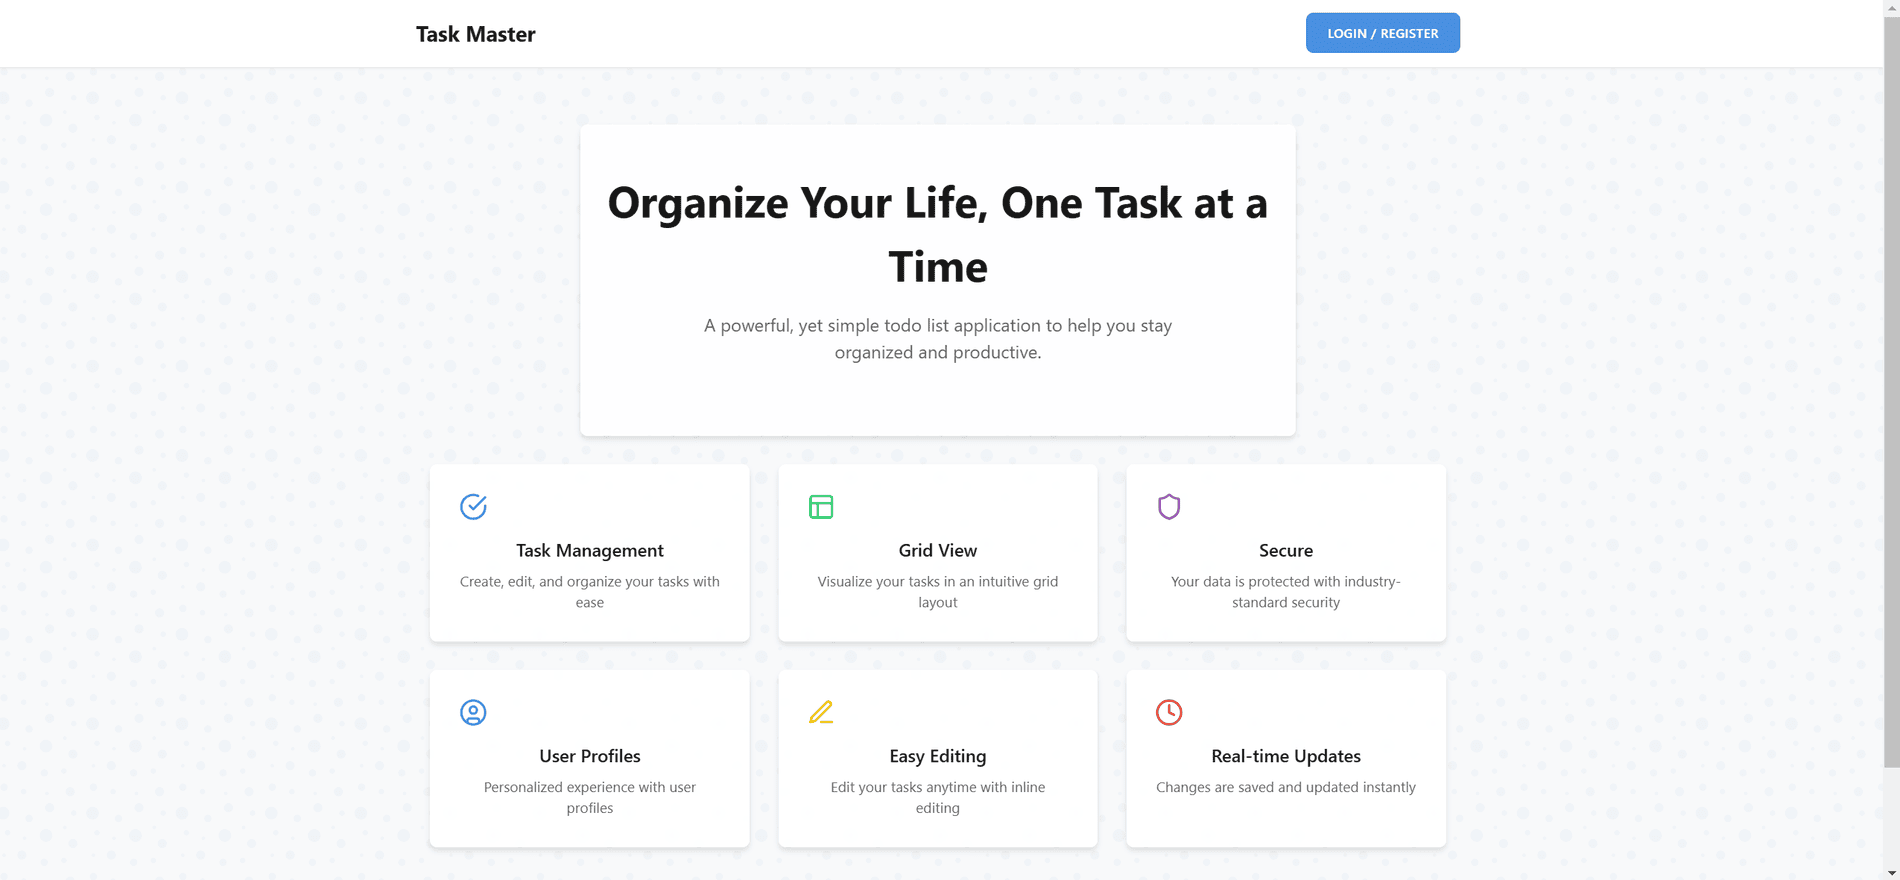 Task Master
LOGIN / REGISTER
Organize Your Life, One Task at a
Time
A powerful, yet simple todo list application to help you stay
organized and productive.
Task Management
Create, edit, and organize your tasks with
ease
Grid View
Visualize your tasks in an intuitive grid
layout
Secure
Your data is protected with industry-
standard security
User Profiles
Personalized experience with user
profiles
Easy Editing
Edit your tasks anytime with inline
editing
Real-time Updates
Changes are saved and updated instantly